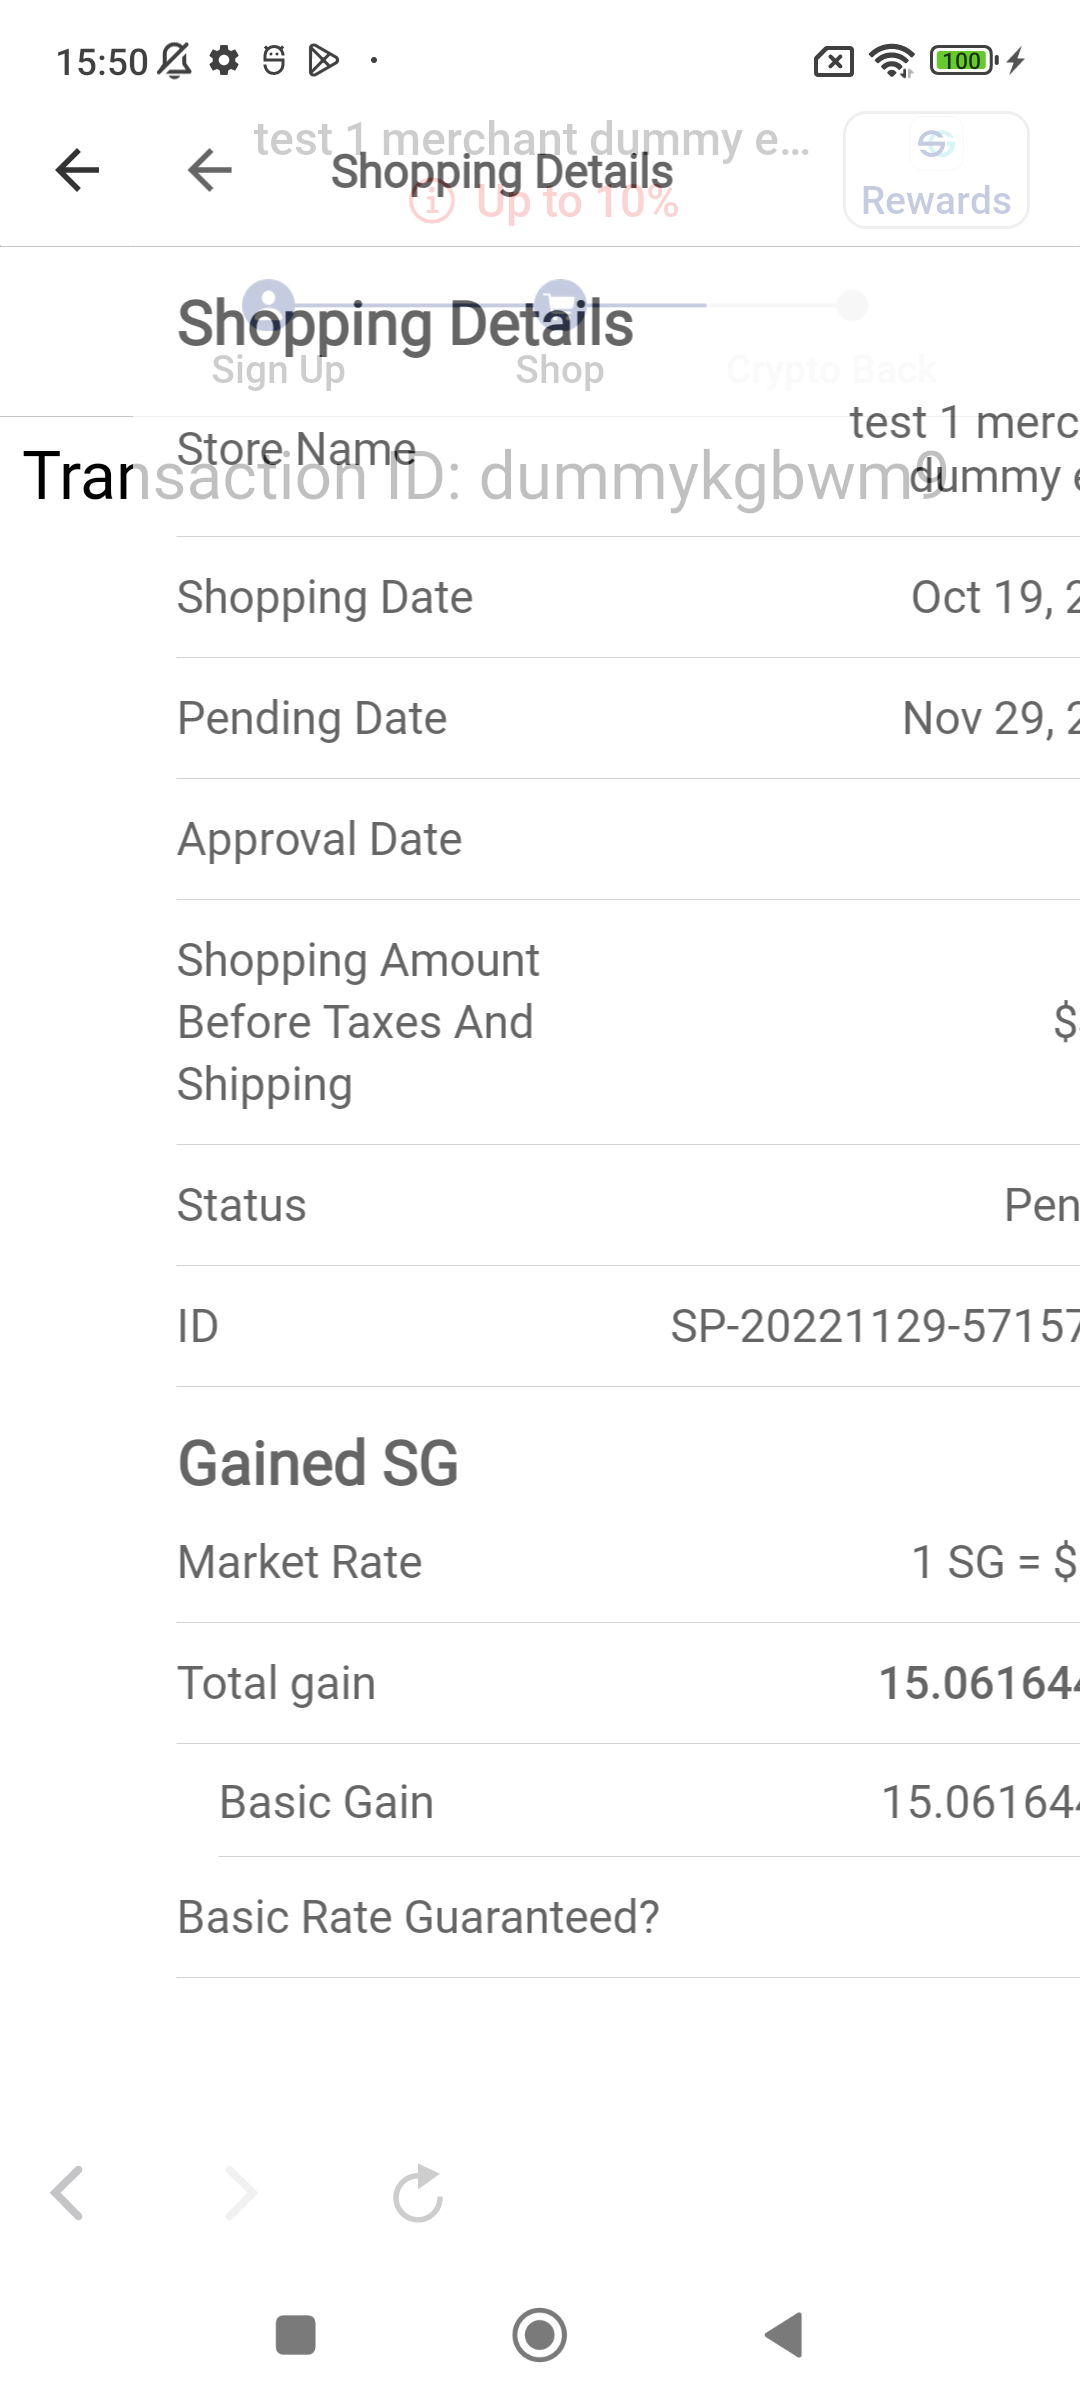 15:50
100
test 1 merchant dummy e...
Shopping Details
Up to 10%
Rewards
Shopping Details
Sign Up
Shop
Crypto Back
test 1 merc
Store Name
dummy e
Transaction ID: dummykgbwm9
Shopping Date
Oct 19, 2
Pending Date
Nov 29, 2
Approval Date
Shopping Amount
Before Taxes And
Shipping
$
Status
Pen
ID
SP-20221129-57157
Gained SG
Market Rate
1 SG = $
Total gain
15.061644
Basic Gain
15.061644
Basic Rate Guaranteed?